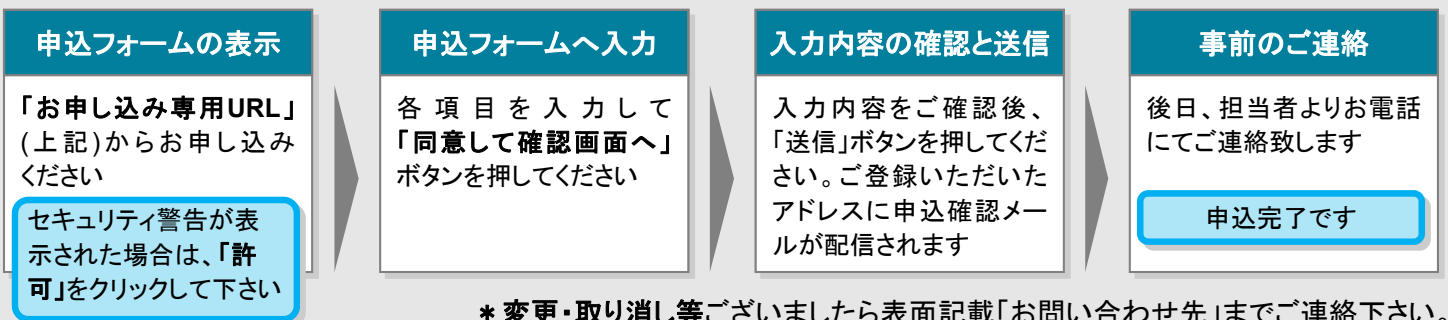 申込フォームの表示
「お申し込み専用URL」
(上記)からお申し込み
ください
セキュリティ警告が表
示された場合は、「許
可」をクリックして下さい
申込フォームへ入力
各項目を入力して
「同意して確認画面へ」
ボタンを押してください
入力内容の確認と送信
入力内容をご確認後、
「送信」ボタンを押してくだ
さい。ご登録いただいた
アドレスに申込確認メー
ルが配信されます
事前のご連絡
後日、担当者よりお電話
にてご連絡致します
申込完了です
＊変更・取り消し等ございましたら表面記載「お問い合わせ先」までご連絡下さい。